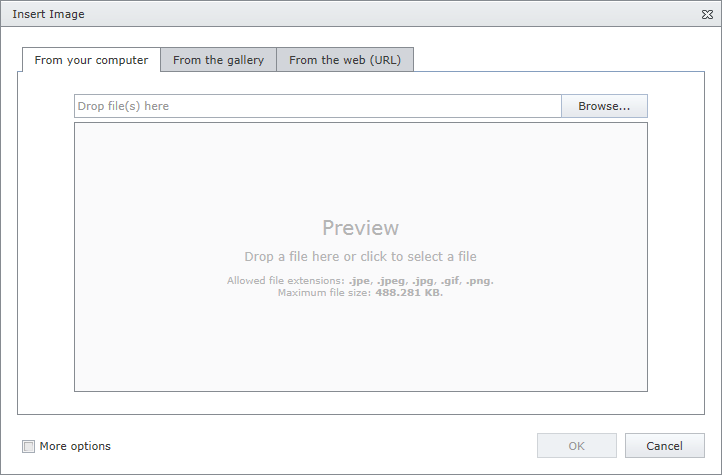 Insert Image
From your computer From the gallery From the web (URL)
Drop file(s) here Browse...
Preview
Drop a file here or click to select a file
Allowed file extensions: .jpe, .jpeg, .jpg, .gif, .png.
Maximum file size: 488.281 KB.
More options OK Cancel